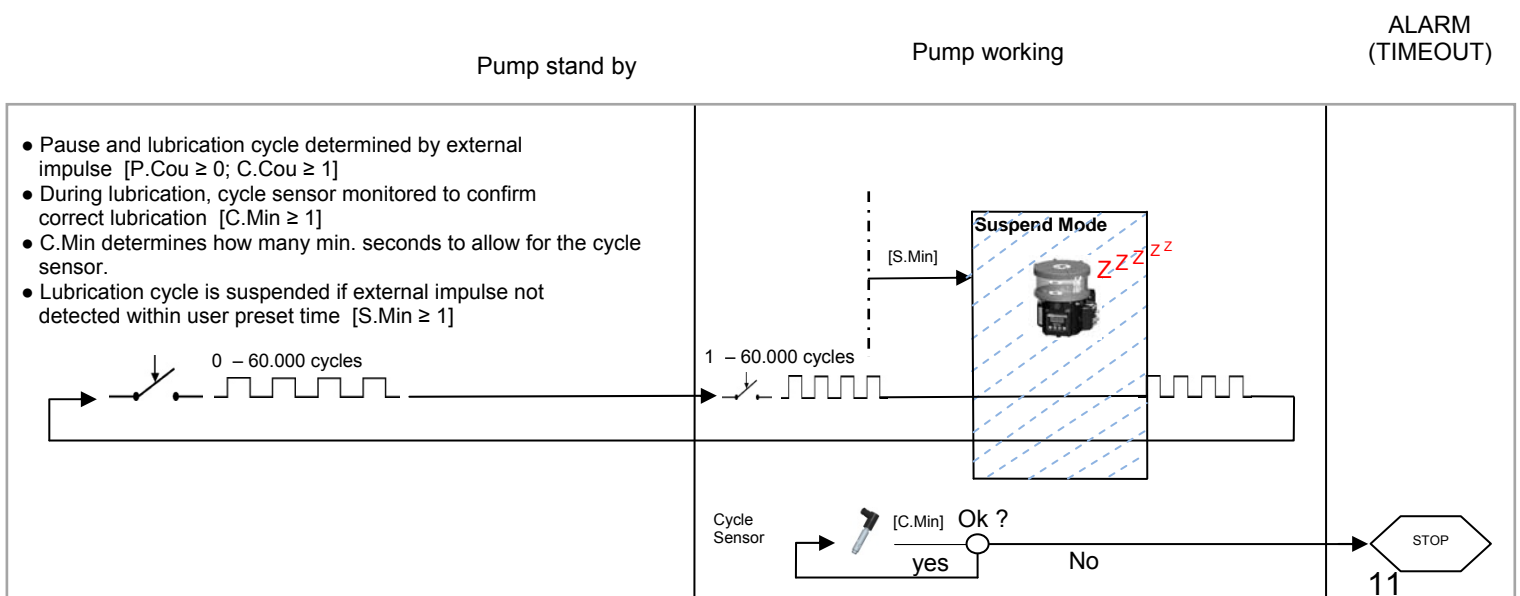 Pump stand by
Pump working
ALARM
(TIMEOUT)
● Pause and lubrication cycle determined by external
impulse [P.Cou ≥ 0; C.Cou ≥ 1]
● During lubrication, cycle sensor monitored to confirm
correct lubrication [C.Min ≥ 1]
● C.Min determines how many min. seconds to allow for the cycle
sensor.
● Lubrication cycle is suspended if external impulse not
detected within user preset time [S.Min ≥ 1]
0 – 60.000 cycles
1 – 60.000 cycles
[S.Min]
Suspend Mode
Z Z Z Z Z
Cycle
Sensor
[C.Min]
Ok ?
yes
No
STOP
11